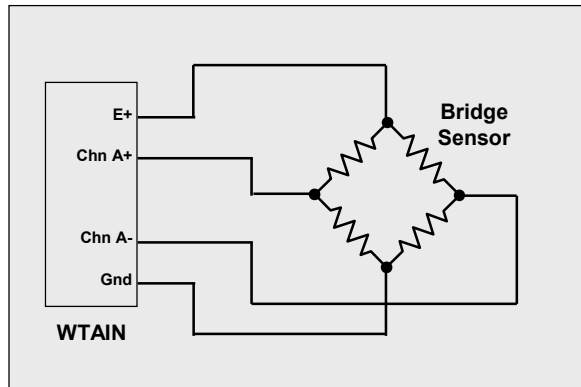 E+
Bridge
Sensor
Chn A+
Chn A-
Gnd
WTAIN